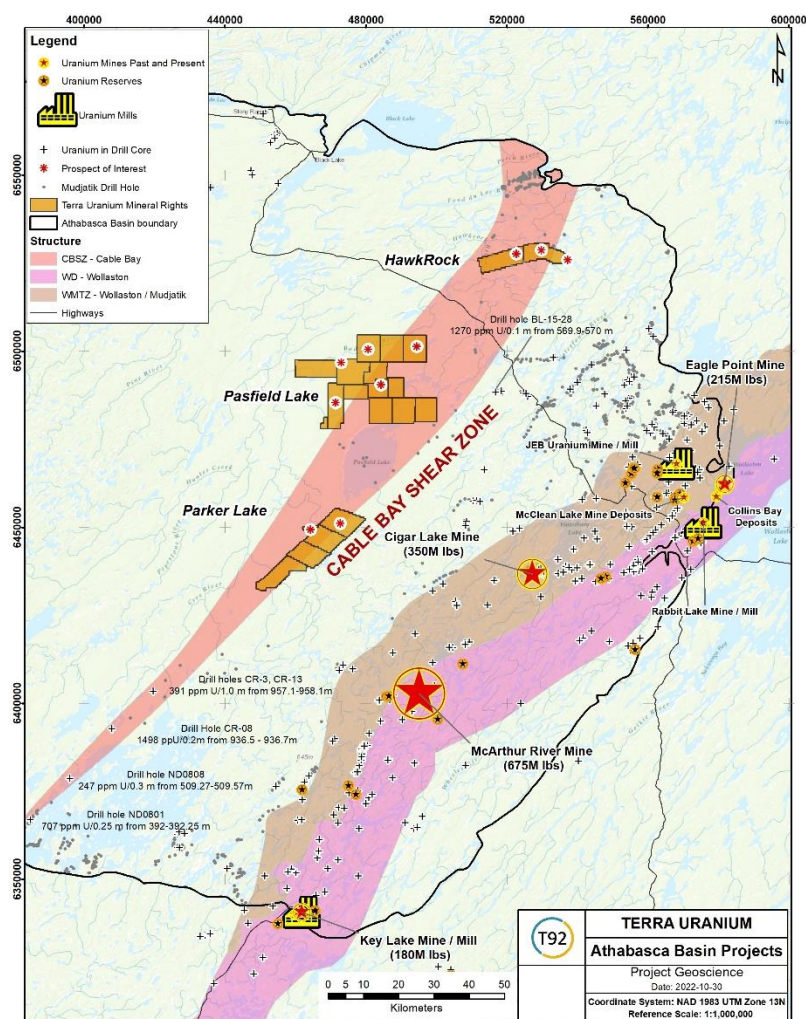 400000
440000
480000
520000
560000
600000
Legend
Uranium Mines Past and Present
Uranium Reserves
Uranium Mills
Uranium in Drill Core
Prospect of Interest
Mudjatik Drill Hole
Terra Uranium Mineral Rights
Athabasca Basin boundary
Structure
CBSZ - Cable Bay
WD - Wollaston
WMTZ - Wollaston / Mudjatik
Highways
N
6550000
6500000
6450000
6400000
6350000
Black Lake
HawkRock
Drill hole BL-15-28
1270 ppm U/0.1 m from 569.9-570 m
Eagle Point Mine
(215M lbs)
Pasfield Lake
Pasfield Lake
JEB Uranium Mine / Mill
CABLE BAY SHEAR ZONE
Parker Lake
McClean Lake Mine Deposits
Collins Bay
Deposits
Cigar Lake Mine
(350M lbs)
Rabbit Lake Mine / Mill
Drill holes CR-3, CR-13
391 ppm U/1.0 m from 957.1-958.1m
Drill Hole CR-08
1498 ppU/0.2m from 936.5 - 936.7m
McArthur River Mine
(675M lbs)
Drill hole ND0808
247 ppm U/0.3 m from 509.27-509.57m
Drill hole ND0801
707 ppm U/0.25 m from 392-392.25 m
Key Lake Mine / Mill
(180M lbs)
0 5 10 20 30 40 50
Kilometers
T92
TERRA URANIUM
Athabasca Basin Projects
Project Geoscience
Date: 2022-10-30
Coordinate System: NAD 1983 UTM Zone 13N
Reference Scale: 1:1,000,000